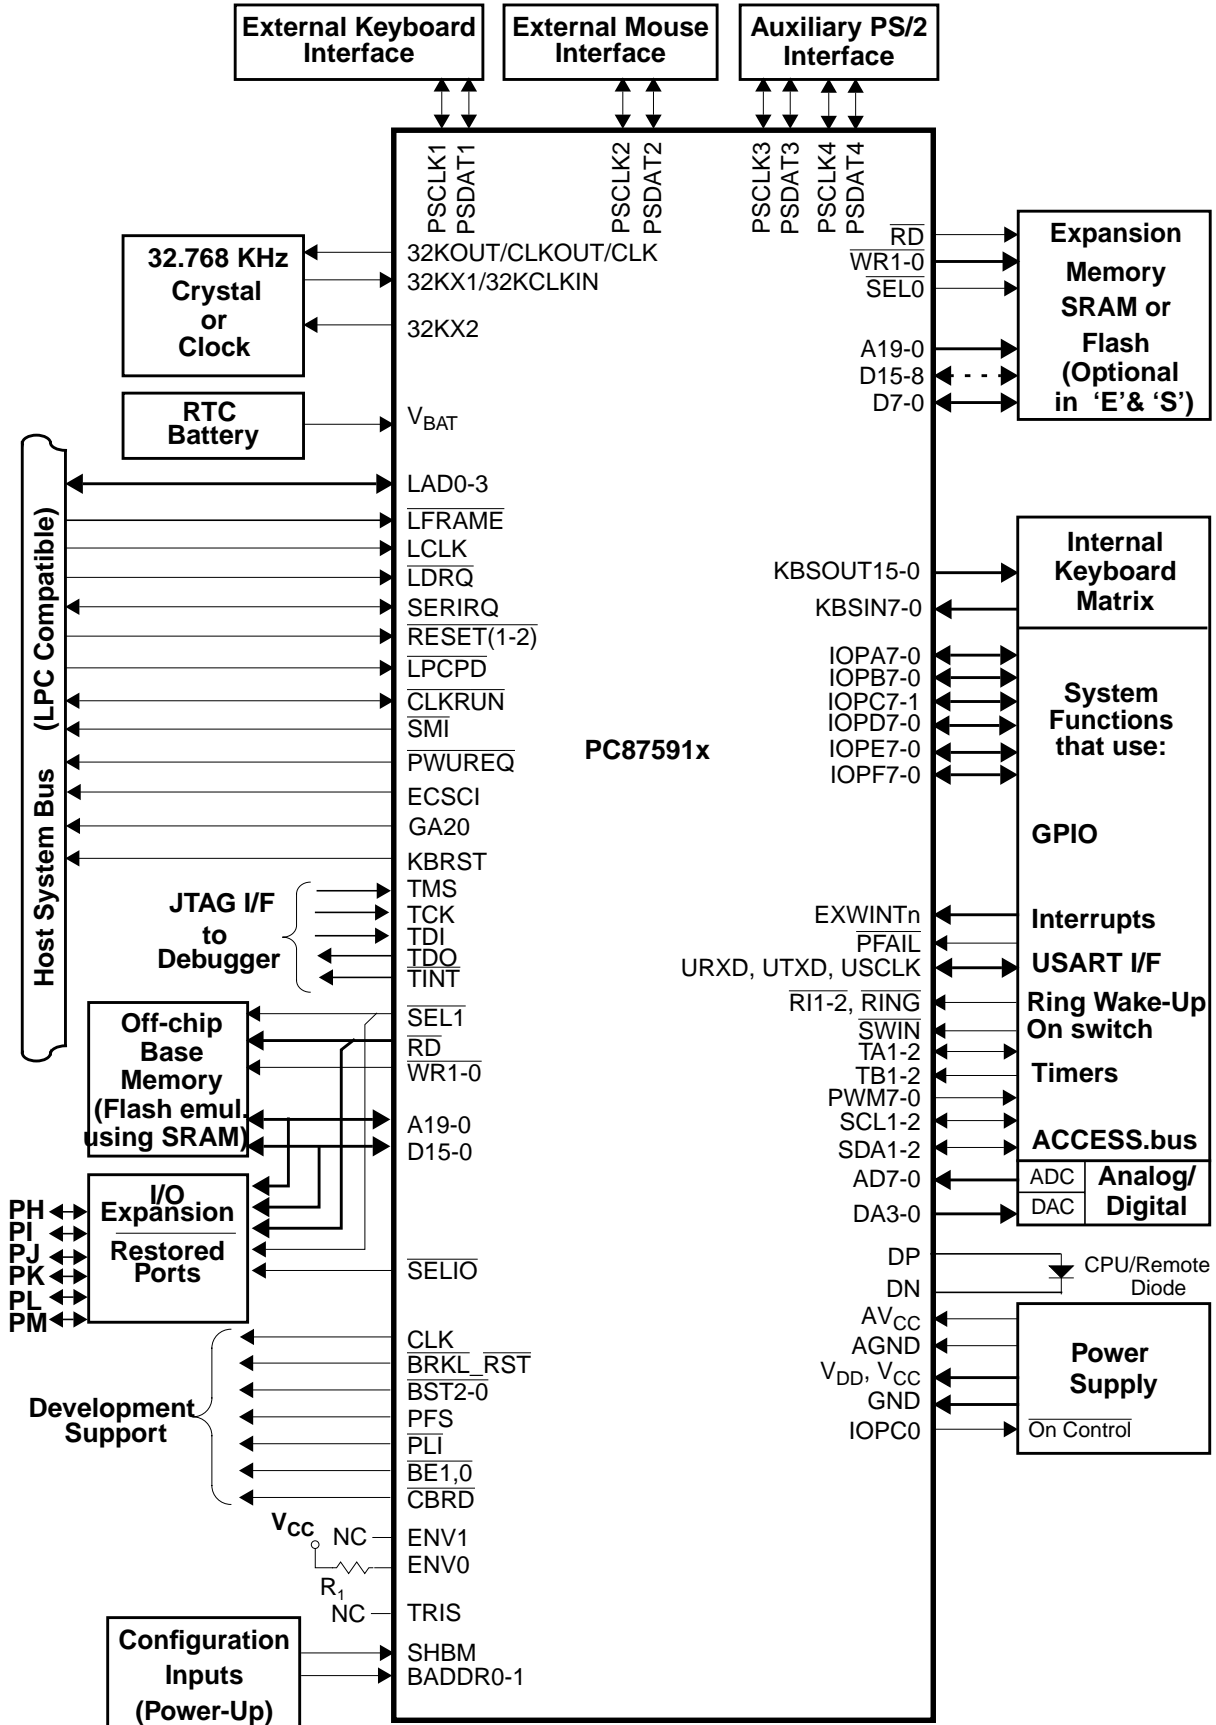 External Keyboard
Interface
External Mouse
Interface
Auxiliary PS/2
Interface
PSCLK1
PSDAT1
PSCLK2
PSDAT2
PSCLK3
PSDAT3
PSCLK4
PSDAT4
32.768 KHz
Crystal
or
Clock
32KOUT/CLKOUT/CLK
32KX1/32KCLKIN
32KX2
RTC
Battery
VBAT
Host System Bus (LPC Compatible)
LAD0-3
LFRAME
LCLK
LDRQ
SERIRQ
RESET(1-2)
LPCPD
CLKRUN
SMI
PWUREQ
ECSCI
GA20
KBRST
JTAG I/F
to
Debugger
TMS
TCK
TDI
TDO
TINT
Off-chip
Base
Memory
(Flash emul.
using SRAM)
SEL1
RD
WR1-0
A19-0
D15-0
PH
PI
PJ
PK
PL
PM
I/O
Expansion
Restored
Ports
SELIO
Development
Support
CLK
BRKL_RST
BST2-0
PFS
PLI
BE1,0
CBRD
VCC
NC
ENV1
ENV0
R1
NC
TRIS
Configuration
Inputs
(Power-Up)
SHBM
BADDR0-1
PC87591x
RD
WR1-0
SEL0
A19-0
D15-8
D7-0
Expansion
Memory
SRAM or
Flash
(Optional
in ‘E’& ‘S’)
KBSOUT15-0
KBSIN7-0
Internal
Keyboard
Matrix
IOPA7-0
IOPB7-0
IOPC7-1
IOPD7-0
IOPE7-0
IOPF7-0
System
Functions
that use:
GPIO
EXWINTn
PFAIL
Interrupts
URXD, UTXD, USCLK
USART I/F
RI1-2, RING
Ring Wake-Up
SWIN
On switch
TA1-2
TB1-2
Timers
PWM7-0
SCL1-2
SDA1-2
ACCESS.bus
AD7-0
ADC
DA3-0
DAC
Analog/
Digital
DP
DN
CPU/Remote
Diode
AVCC
AGND
VDD, VCC
GND
IOPC0
Power
Supply
On Control